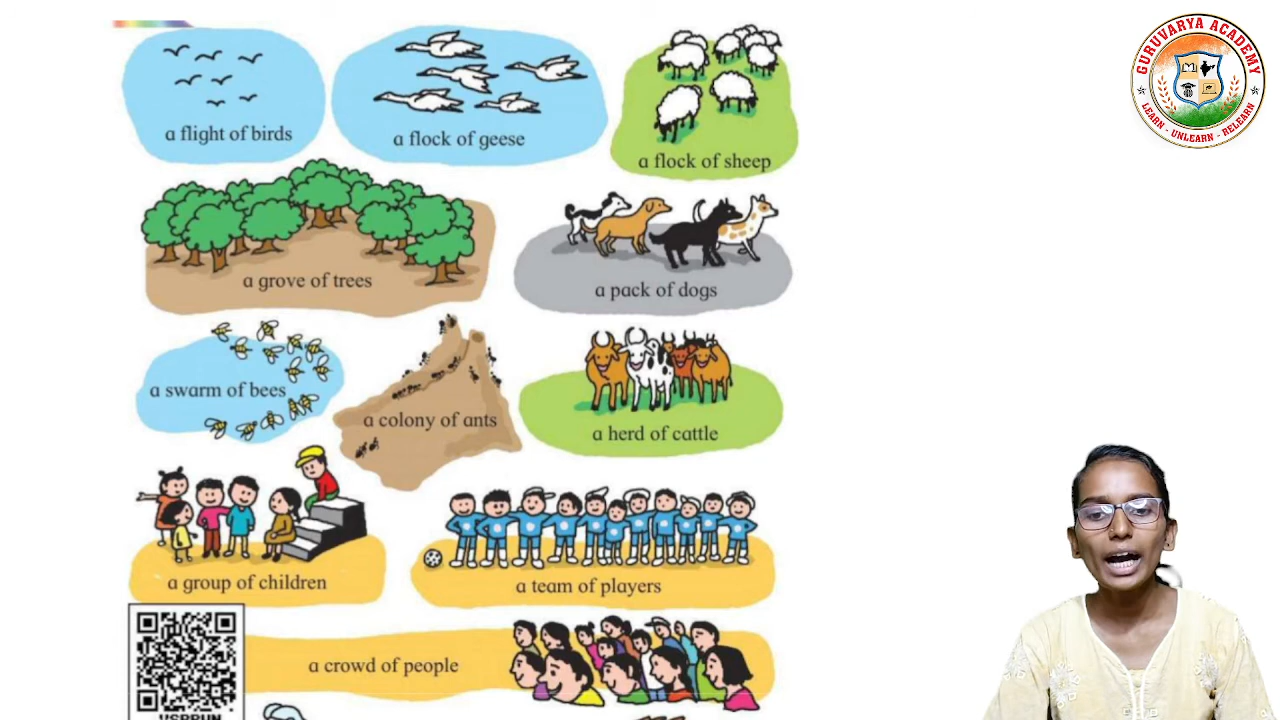 a flight of birds
a flock of geese
a flock of sheep
a grove of trees
a pack of dogs
a swarm of bees
a colony of ants
a herd of cattle
a group of children
a team of players
a crowd of people
GURUVARYA ACADEMY
LEARN - UNLEARN - RELEARN